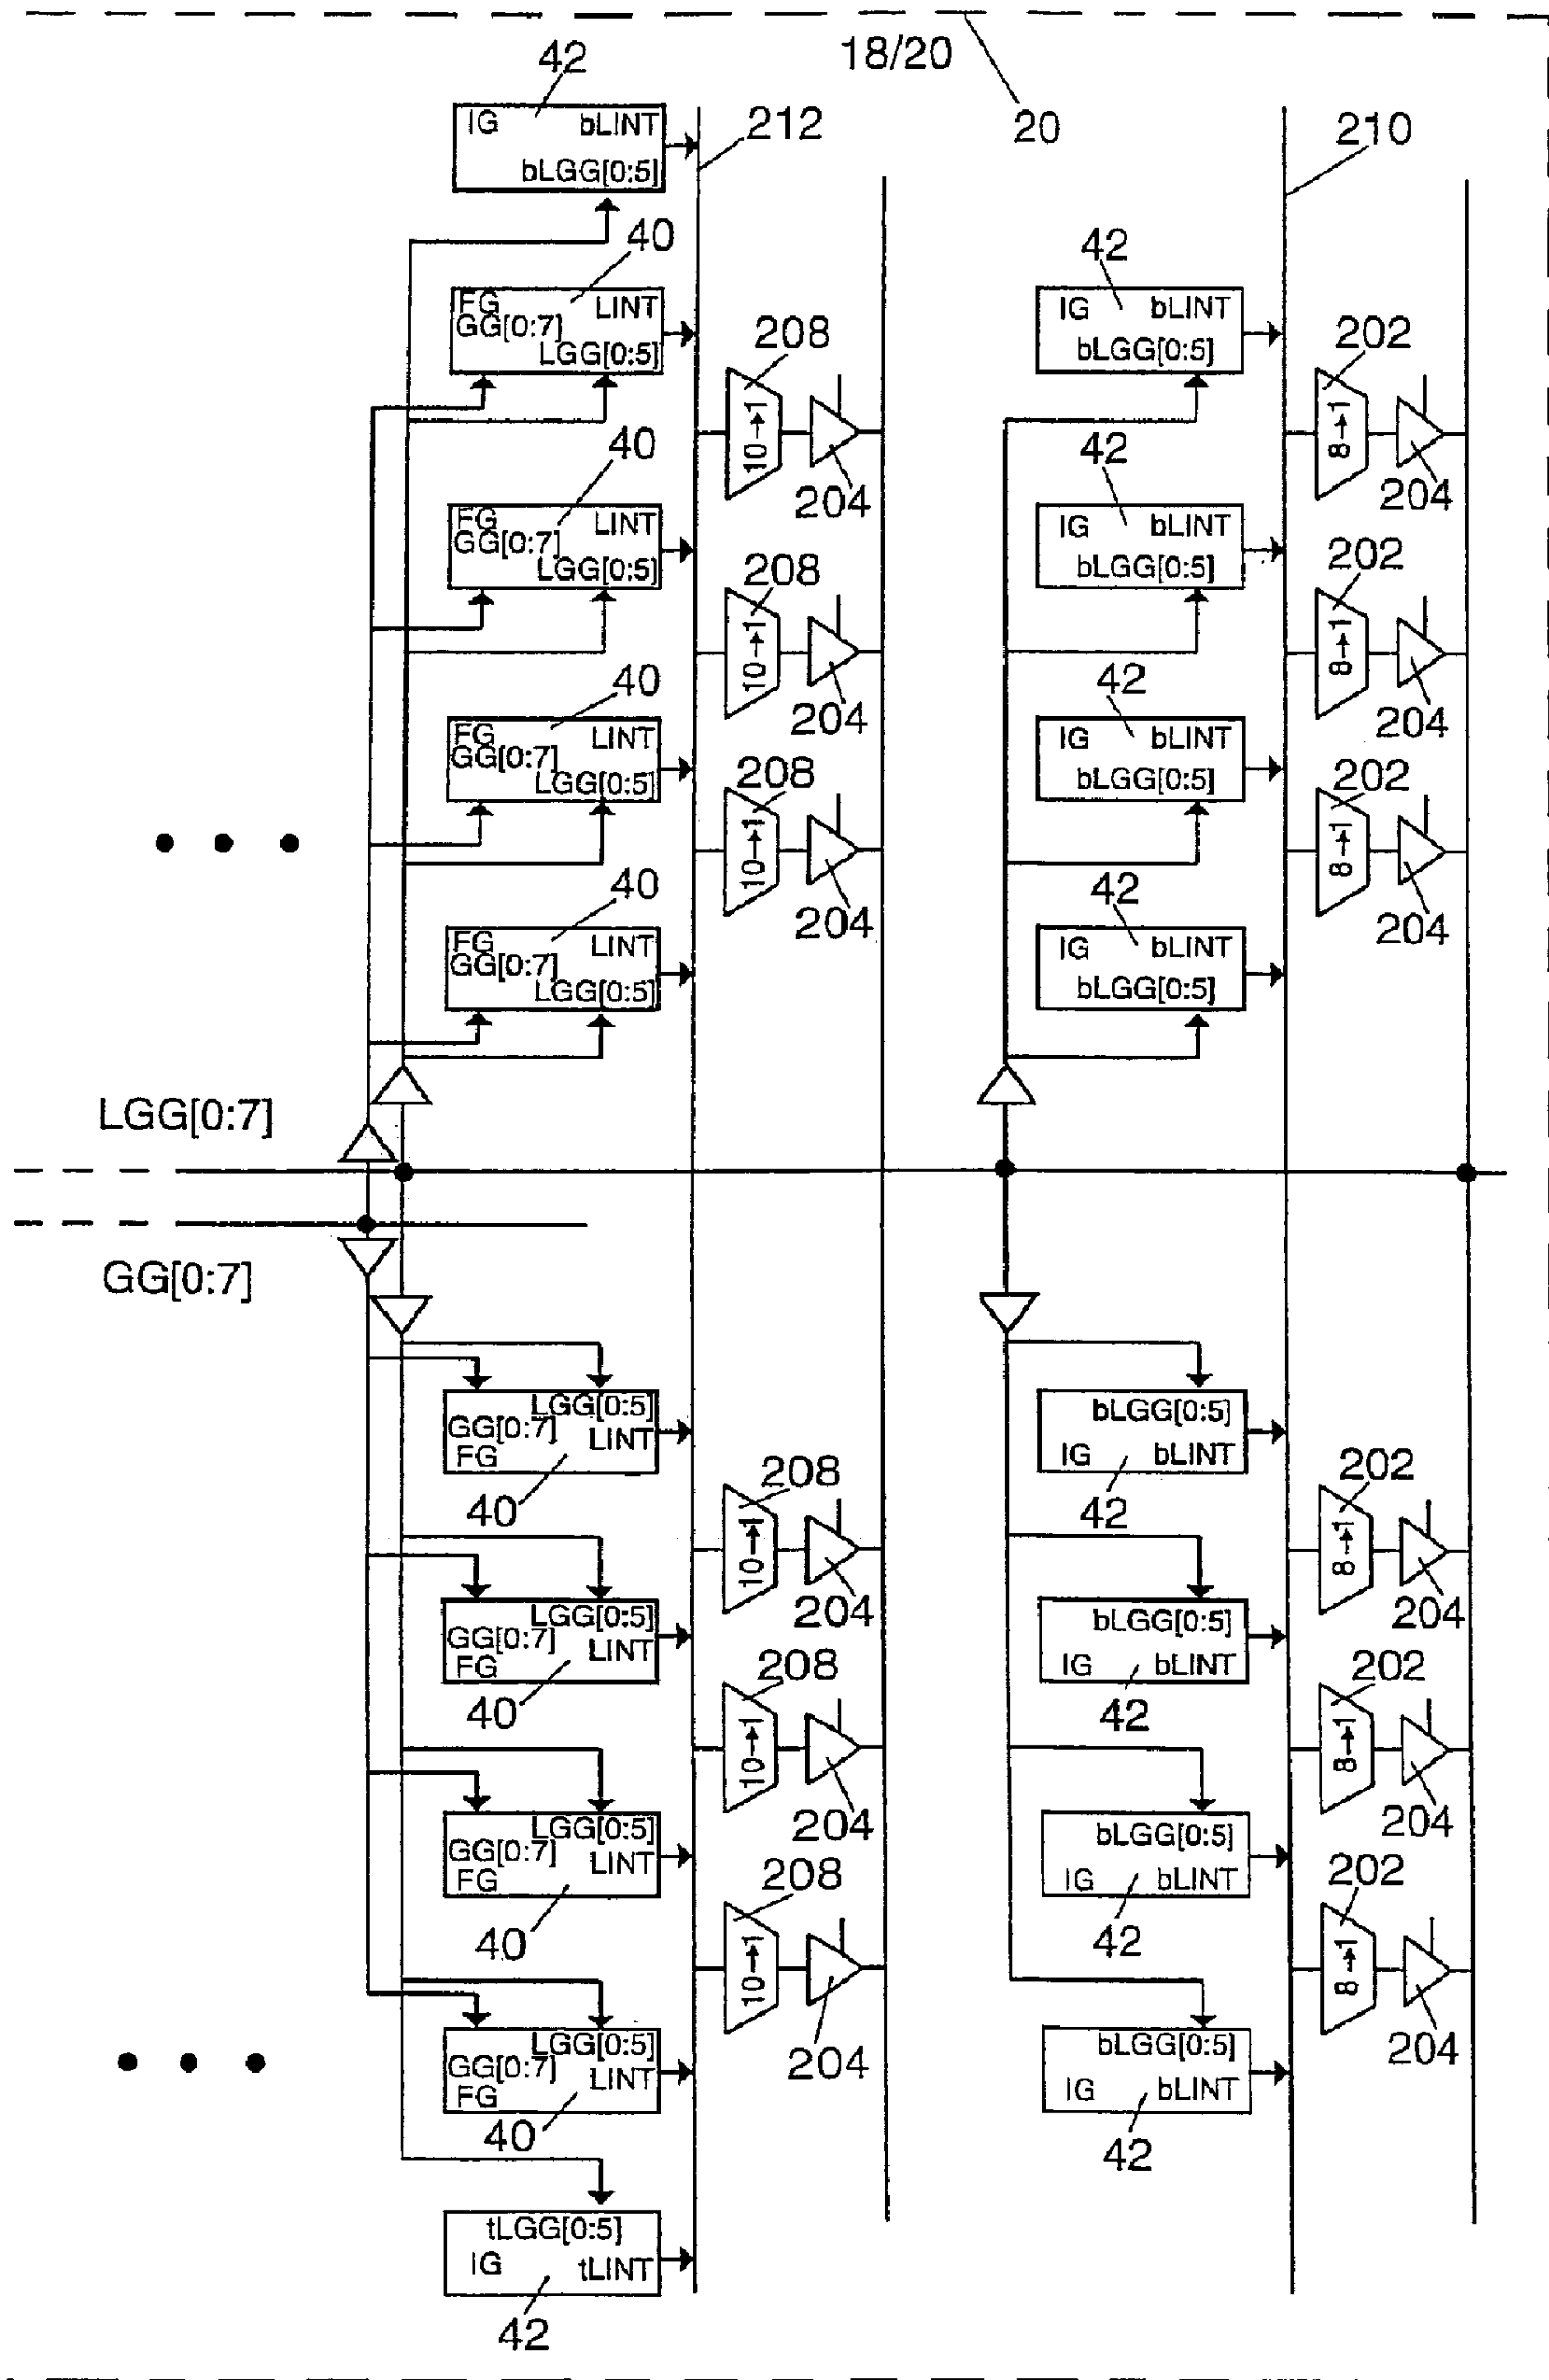 18/20
20
42
IG bLINT
bLGG[0:5]
212
210
40
FG LINT
GG[0:7]
LGG[0:5]
208
10→1
204
42
IG bLINT
bLGG[0:5]
202
8→1
204
40
FG LINT
GG[0:7]
LGG[0:5]
208
10→1
204
42
IG bLINT
bLGG[0:5]
202
8→1
204
40
FG LINT
GG[0:7]
LGG[0:5]
208
10→1
204
42
IG bLINT
bLGG[0:5]
202
8→1
204
40
FG LINT
GG[0:7]
LGG[0:5]
42
IG bLINT
bLGG[0:5]
LGG[0:7]
GG[0:7]
LGG[0:5]
GG[0:7] LINT
FG
40
208
10→1
204
bLGG[0:5]
IG bLINT
42
202
8→1
204
LGG[0:5]
GG[0:7] LINT
FG
40
208
10→1
204
bLGG[0:5]
IG bLINT
42
202
8→1
204
LGG[0:5]
GG[0:7] LINT
FG
40
208
10→1
204
bLGG[0:5]
IG bLINT
42
202
8→1
204
LGG[0:5]
GG[0:7] LINT
FG
40
bLGG[0:5]
IG bLINT
42
tLGG[0:5]
IG tLINT
42